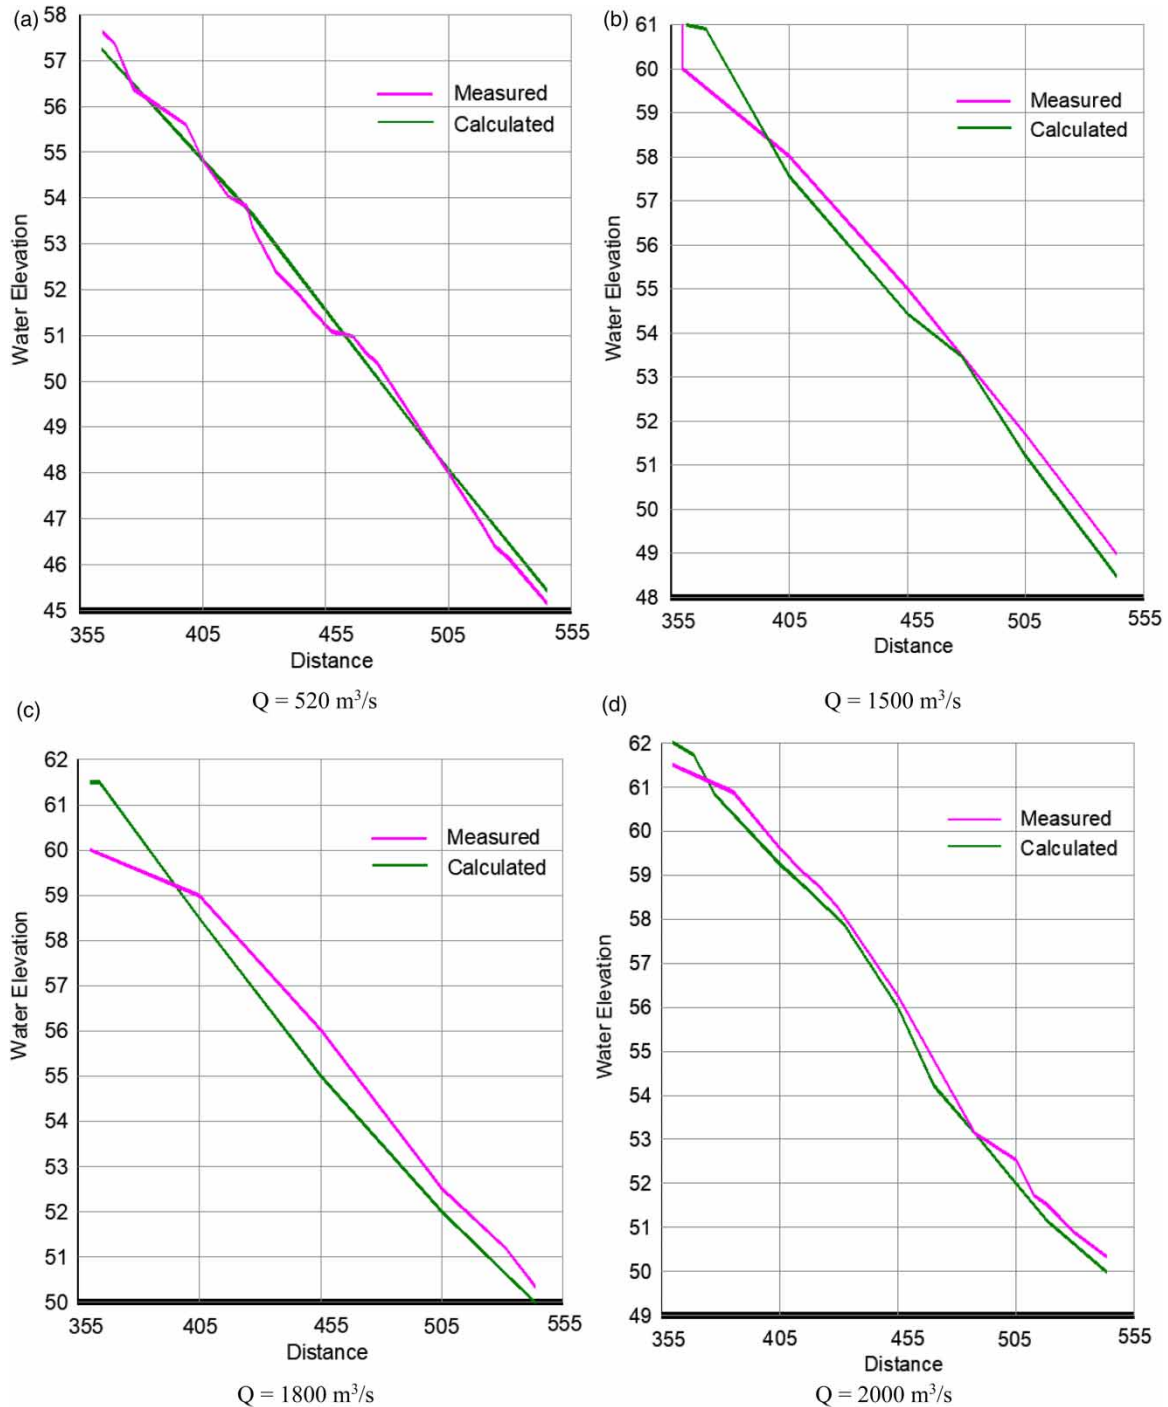 (a)
58
57
56
55
54
53
52
51
50
49
48
47
46
45
Water Elevation
Measured
Calculated
355 405 455 505 555
Distance
Q = 520 m³/s
(b)
61
60
59
58
57
56
55
54
53
52
51
50
49
48
Water Elevation
Measured
Calculated
355 405 455 505 555
Distance
Q = 1500 m³/s
(c)
62
61
60
59
58
57
56
55
54
53
52
51
50
Water Elevation
Measured
Calculated
355 405 455 505 555
Distance
Q = 1800 m³/s
(d)
62
61
60
59
58
57
56
55
54
53
52
51
50
49
Water Elevation
Measured
Calculated
355 405 455 505 555
Distance
Q = 2000 m³/s